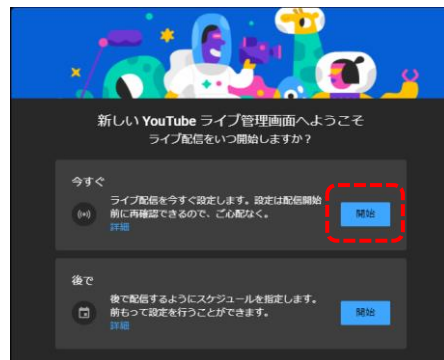 新しい YouTube ライブ管理画面へようこそ
ライブ配信をいつ開始しますか？
今すぐ
ライブ配信を今すぐ設定します。設定は配信開始
前に再確認できるので、ご心配なく。
詳細
開始
後で
後で配信するようにスケジュールを指定します。
前もって設定を行うことができます。
詳細
開始